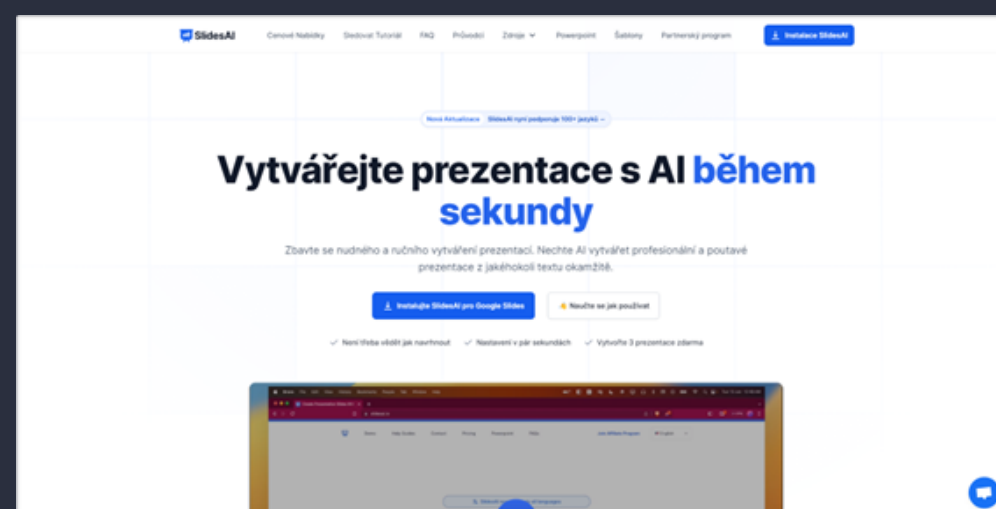 SlidesAI
Cenové Nabídky Sledovat Tutoriál FAQ Průvodci Zdroje Powerpoint Šablony Partnerský program
Instalace SlidesAI
Nová Aktualizace SlidesAI nyní podporuje 100+ jazyků →
Vytvářejte prezentace s AI během
sekundy
Zbavte se nudného a ručního vytváření prezentací. Nechte AI vytvářet profesionální a poutavé
prezentace z jakéhokoli textu okamžitě.
Instalujte SlidesAI pro Google Slides
Naučte se jak používat
Není třeba vědět jak navrhnout Nastavení v pár sekundách Vytvořte 3 prezentace zdarma